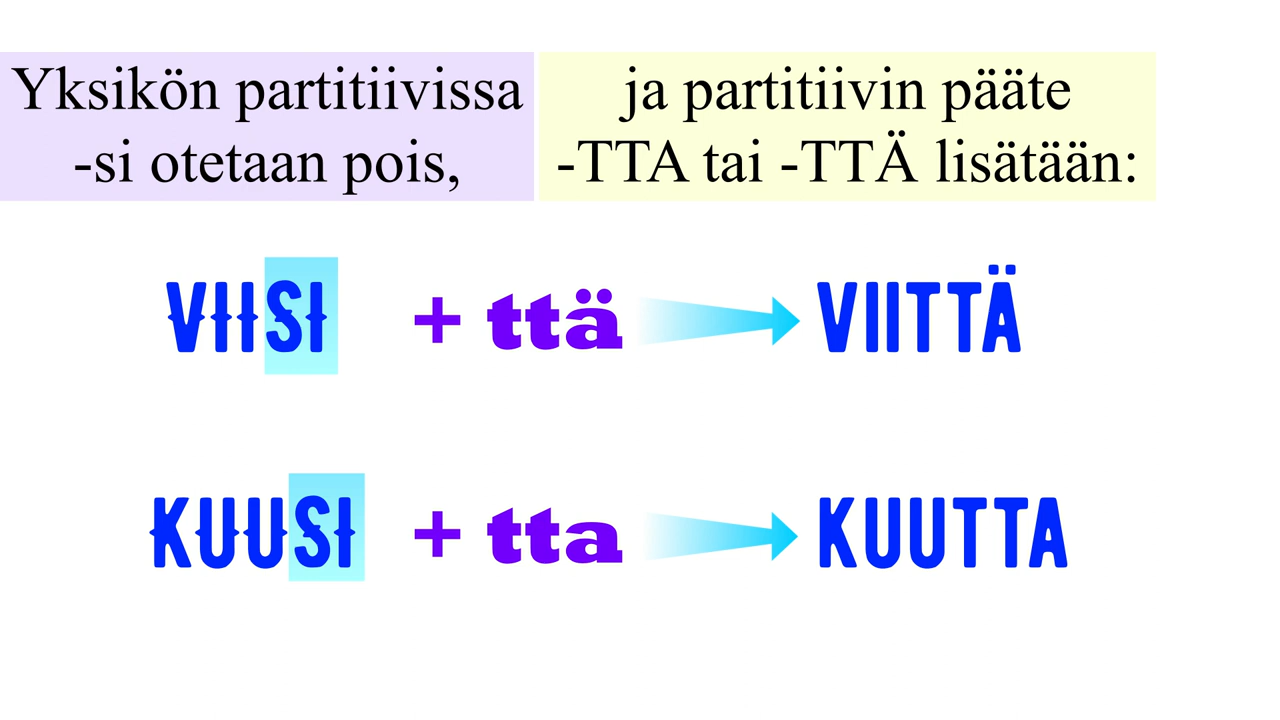 Yksikön partitiivissa
-si otetaan pois,
ja partitiivin pääte
-TTA tai -TTÄ lisätään:
VIISI + ttä VIITTÄ
KUUSI + tta KUUTTA